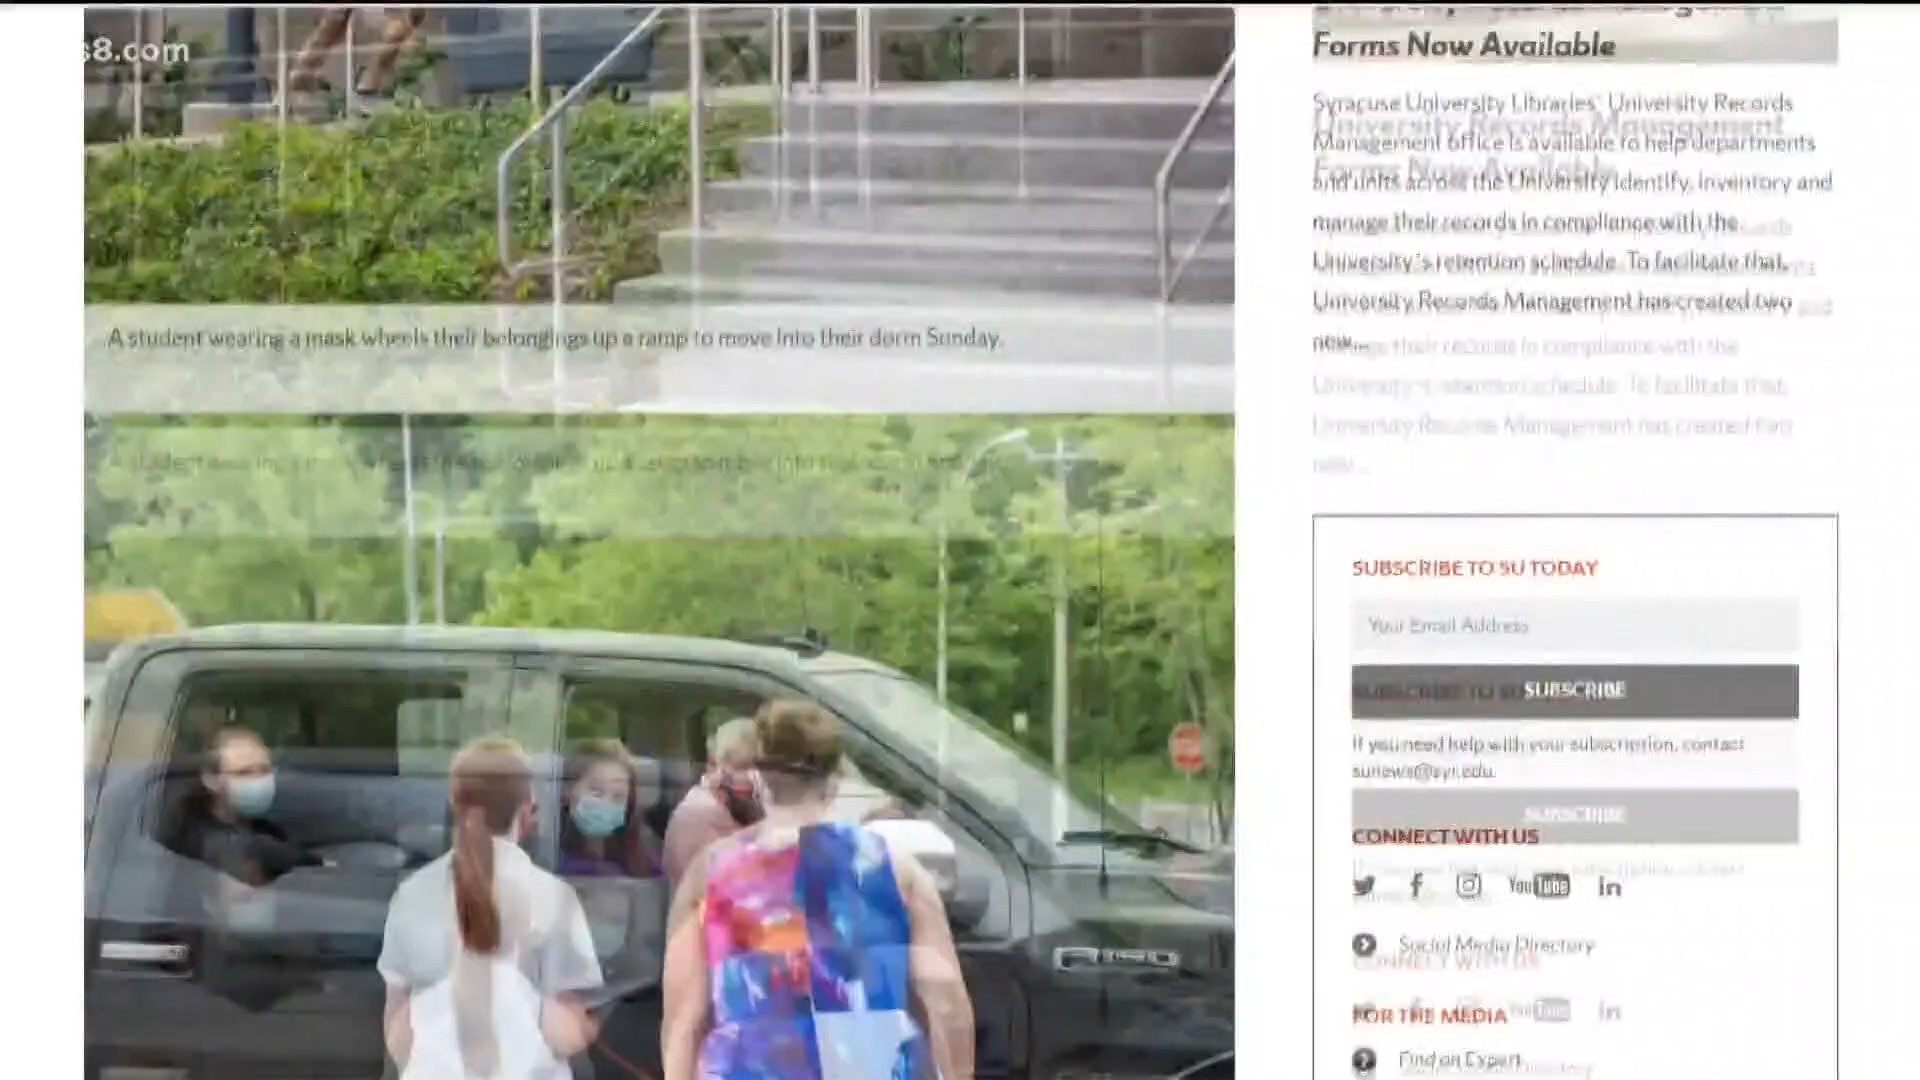 s8.com
Forms Now Available
Syracuse University Libraries' University Records
Management office is available to help departments
and units across the University identify, inventory and
manage their records in compliance with the
University's retention schedule. To facilitate that,
University Records Management has created two
new
A student wearing a mask wheels their belongings up a ramp to move into their dorm Sunday.
SUBSCRIBE TO SU TODAY
Your Email Address
SUBSCRIBE
If you need help with your subscription, contact
sunews@syr.edu.
SUBSCRIBE
CONNECT WITH US
YouTube
in
Social Media Directory
FOR THE MEDIA
Find an Expert